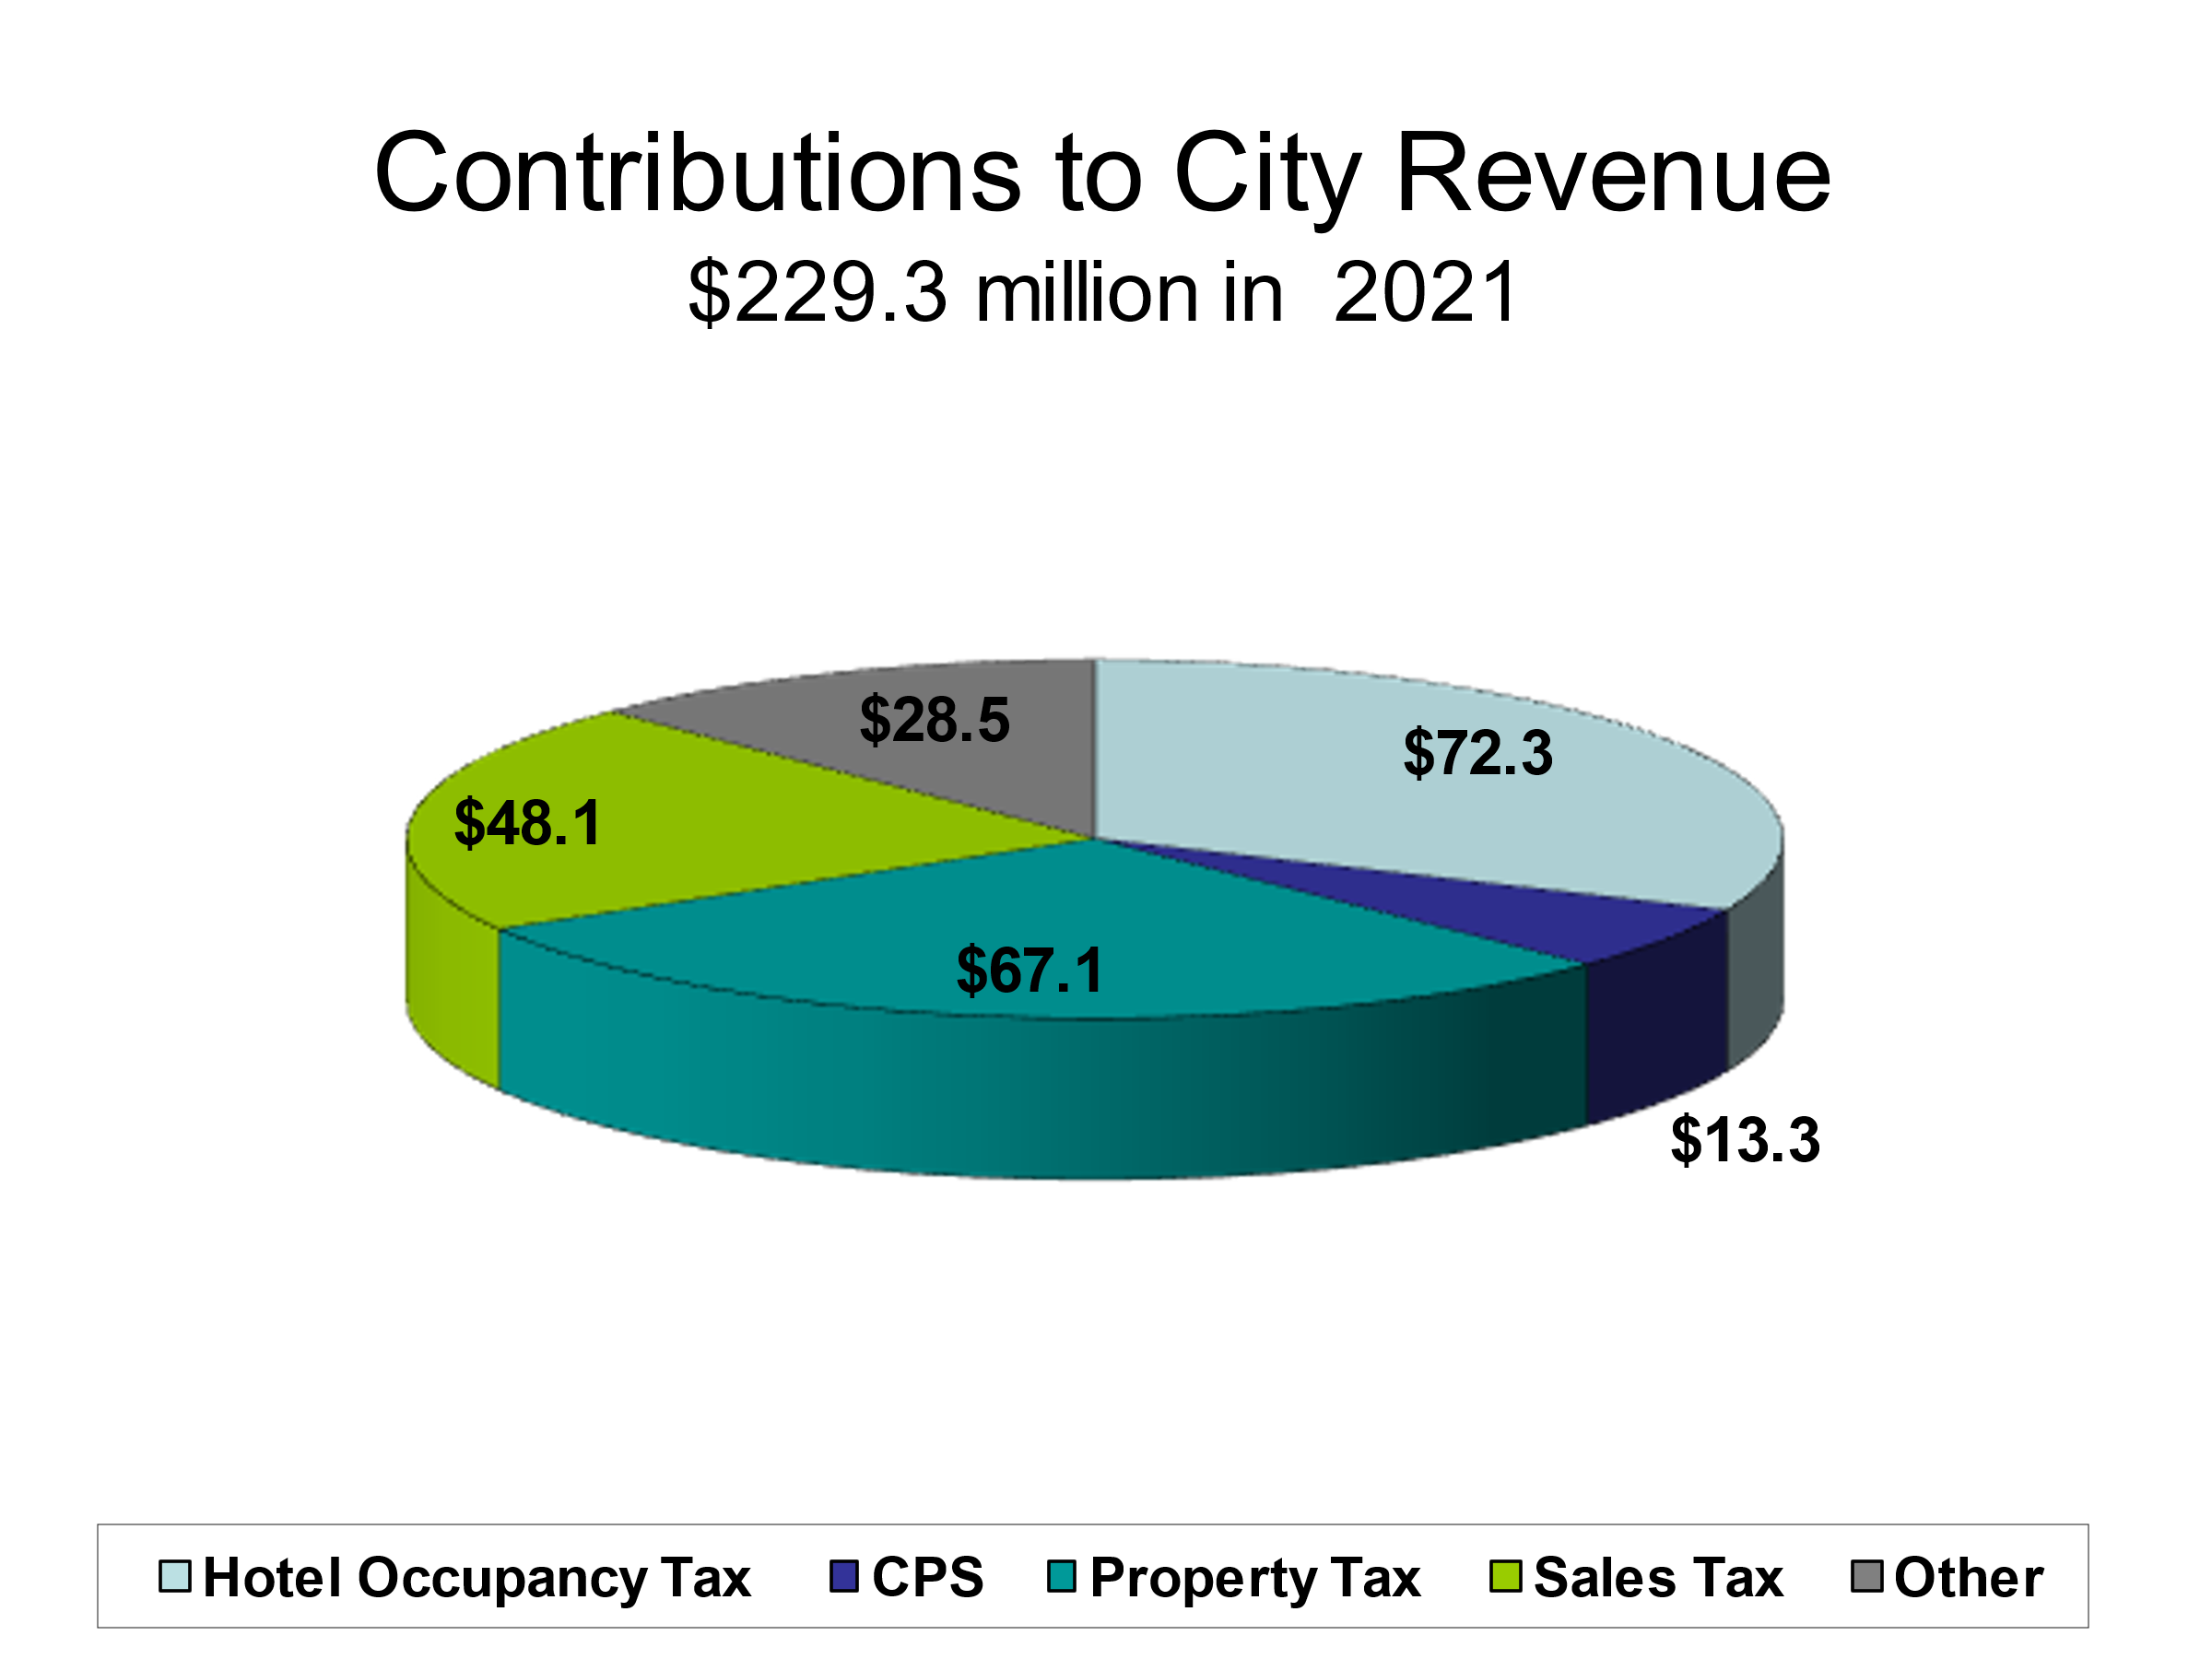 Contributions to City Revenue
$229.3 million in  2021
$28.5
$72.3
$48.1
$67.1
$13.3
Hotel Occupancy Tax CPS Property Tax Sales Tax Other